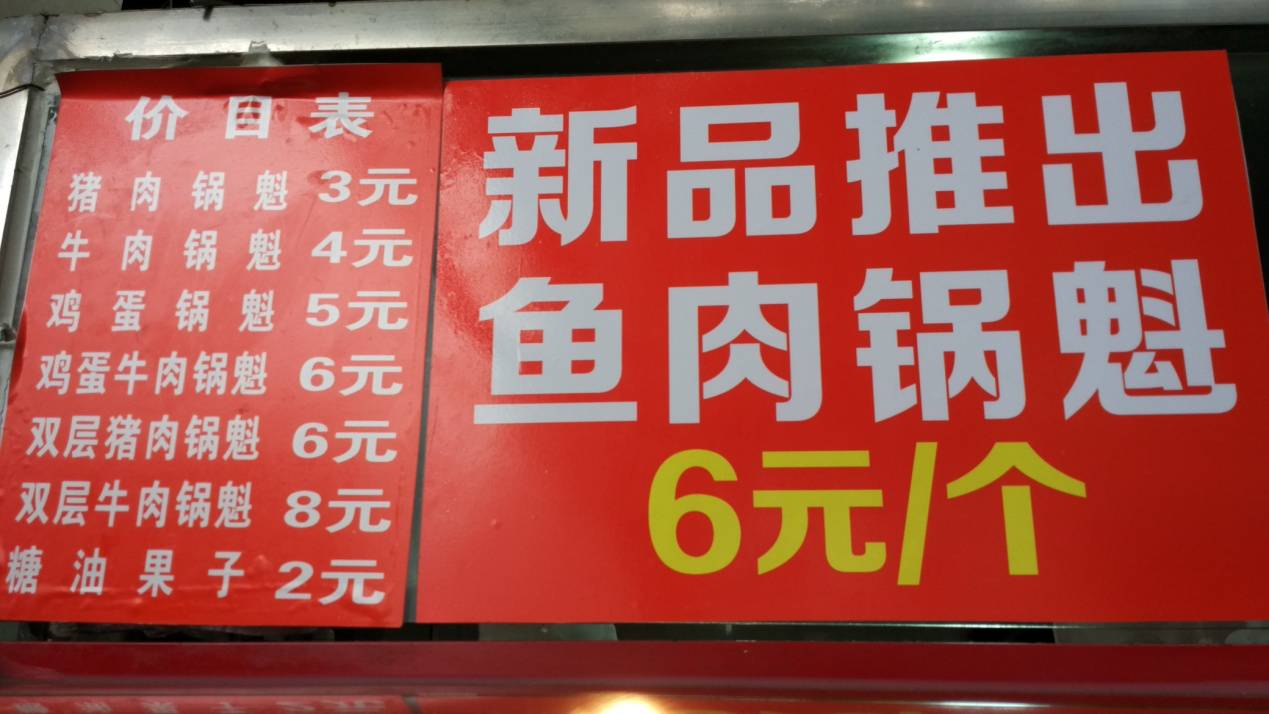 价目表
猪肉锅魁 3元
牛肉锅魁 4元
鸡蛋锅魁 5元
鸡蛋牛肉锅魁 6元
双层猪肉锅魁 6元
双层牛肉锅魁 8元
糖油果子 2元
新品推出
鱼肉锅魁
6元/个